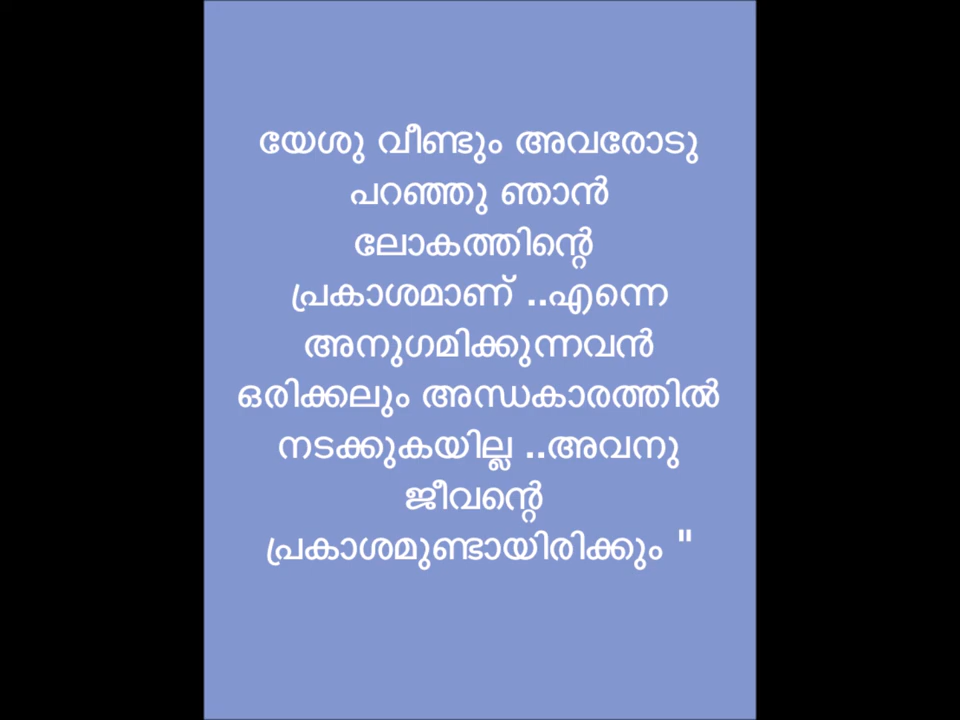 യേശു വീണ്ടും അവരോടു
പറഞ്ഞു ഞാൻ
ലോകത്തിന്റെ
പ്രകാശമാണ് ..എന്നെ
അനുഗമിക്കുന്നവൻ
ഒരിക്കലും അന്ധകാരത്തിൽ
നടക്കുകയില്ല ..അവനു
ജീവന്റെ
പ്രകാശമുണ്ടായിരിക്കും "